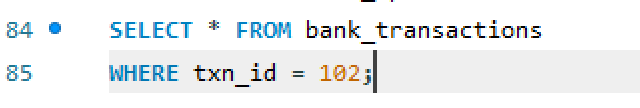 84 SELECT * FROM bank_transactions
85 WHERE txn_id = 102;